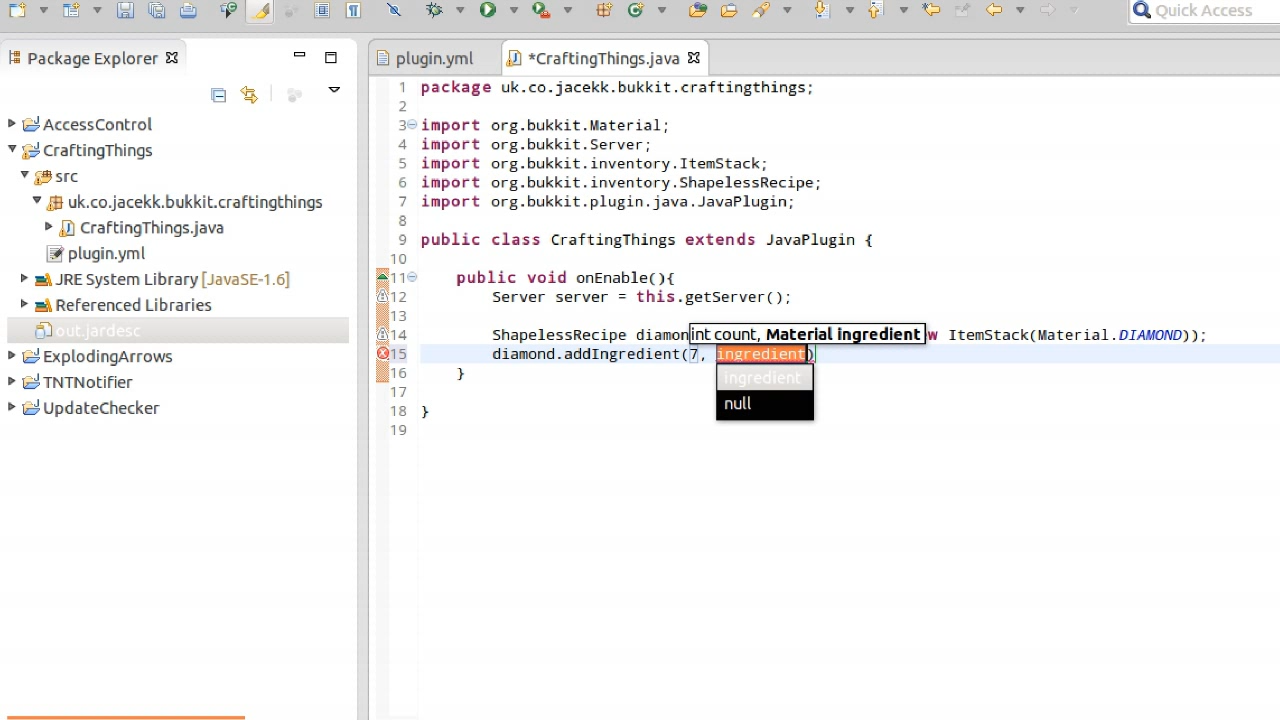 Quick Access
Package Explorer
AccessControl
CraftingThings
src
uk.co.jacekk.bukkit.craftingthings
CraftingThings.java
plugin.yml
JRE System Library [JavaSE-1.6]
Referenced Libraries
out.jardesc
ExplodingArrows
TNTNotifier
UpdateChecker
plugin.yml
*CraftingThings.java
1 package uk.co.jacekk.bukkit.craftingthings;
2
3 import org.bukkit.Material;
4 import org.bukkit.Server;
5 import org.bukkit.inventory.ItemStack;
6 import org.bukkit.inventory.ShapelessRecipe;
7 import org.bukkit.plugin.java.JavaPlugin;
8
9 public class CraftingThings extends JavaPlugin {
10
11 public void onEnable(){
12 Server server = this.getServer();
13
14 ShapelessRecipe diamon int count, Material ingredient w ItemStack(Material.DIAMOND));
15 diamond.addIngredient(7, ingredient)
ingredient
null
16 }
17
18 }
19